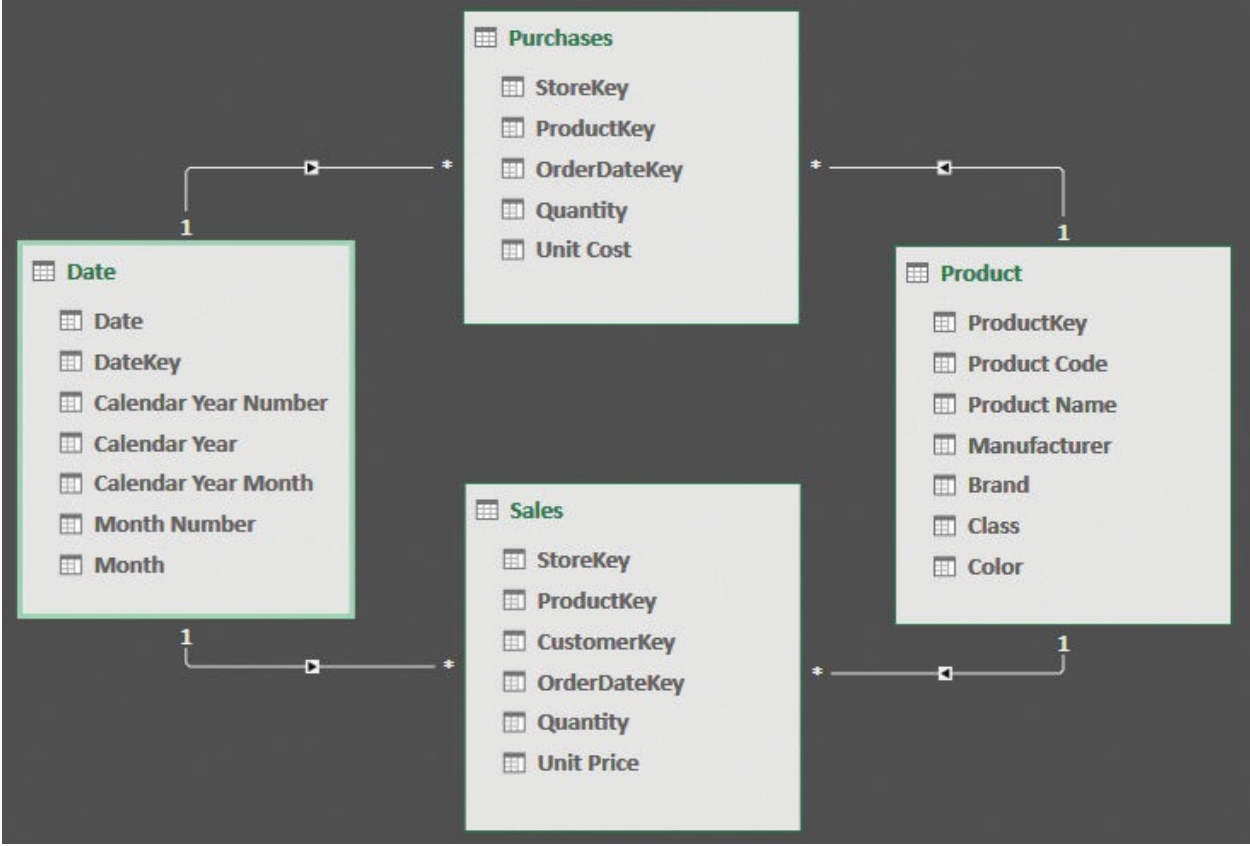 Purchases
StoreKey
ProductKey
OrderDateKey
Quantity
Unit Cost
*
*
1
1
Date
Date
DateKey
Calendar Year Number
Calendar Year
Calendar Year Month
Month Number
Month
Product
ProductKey
Product Code
Product Name
Manufacturer
Brand
Class
Color
Sales
StoreKey
ProductKey
CustomerKey
OrderDateKey
Quantity
Unit Price
1
1
*
*